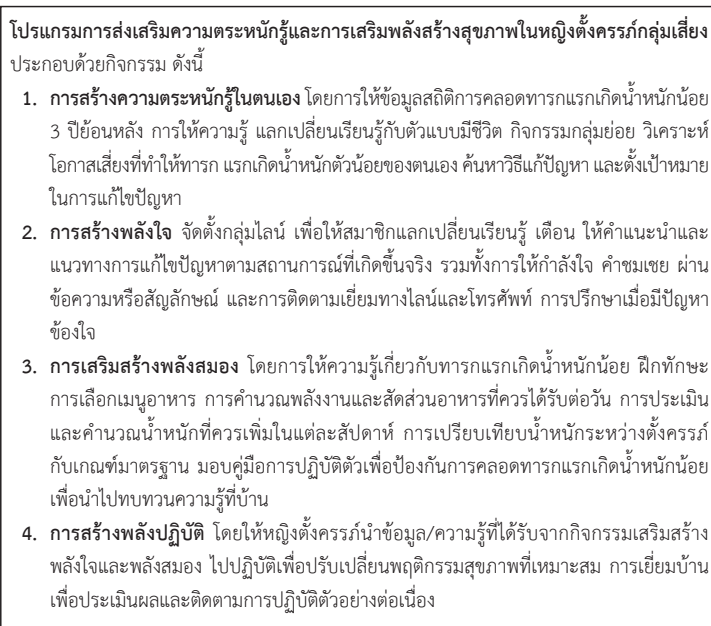 โปรแกรมการส่งเสริมความตระหนักรู้และการเสริมพลังสร้างสุขภาพในหญิงตั้งครรภ์กลุ่มเสี่ยง
ประกอบด้วยกิจกรรม ดังนี้
1. การสร้างความตระหนักรู้ในตนเอง โดยการให้ข้อมูลสถิติการคลอดทารกแรกเกิดน้ำหนักน้อย
3 ปีย้อนหลัง การให้ความรู้ แลกเปลี่ยนเรียนรู้กับตัวแบบมีชีวิต กิจกรรมกลุ่มย่อย วิเคราะห์
โอกาสเสี่ยงที่ทำให้ทารก แรกเกิดน้ำหนักตัวน้อยของตนเอง ค้นหาวิธีแก้ปัญหา และตั้งเป้าหมาย
ในการแก้ไขปัญหา
2. การสร้างพลังใจ จัดตั้งกลุ่มไลน์ เพื่อให้สมาชิกแลกเปลี่ยนเรียนรู้ เตือน ให้คำแนะนำและ
แนวทางการแก้ไขปัญหาตามสถานการณ์ที่เกิดขึ้นจริง รวมทั้งการให้กำลังใจ คำชมเชย ผ่าน
ข้อความหรือสัญลักษณ์ และการติดตามเยี่ยมทางไลน์และโทรศัพท์ การปรึกษาเมื่อมีปัญหา
ข้องใจ
3. การเสริมสร้างพลังสมอง โดยการให้ความรู้เกี่ยวกับทารกแรกเกิดน้ำหนักน้อย ฝึกทักษะ
การเลือกเมนูอาหาร การคำนวณพลังงานและสัดส่วนอาหารที่ควรได้รับต่อวัน การประเมิน
และคำนวณน้ำหนักที่ควรเพิ่มในแต่ละสัปดาห์ การเปรียบเทียบน้ำหนักระหว่างตั้งครรภ์
กับเกณฑ์มาตรฐาน มอบคู่มือการปฏิบัติตัวเพื่อป้องกันการคลอดทารกแรกเกิดน้ำหนักน้อย
เพื่อนำไปทบทวนความรู้ที่บ้าน
4. การสร้างพลังปฏิบัติ โดยให้หญิงตั้งครรภ์นำข้อมูล/ความรู้ที่ได้รับจากกิจกรรมเสริมสร้าง
พลังใจและพลังสมอง ไปปฏิบัติเพื่อปรับเปลี่ยนพฤติกรรมสุขภาพที่เหมาะสม การเยี่ยมบ้าน
เพื่อประเมินผลและติดตามการปฏิบัติตัวอย่างต่อเนื่อง